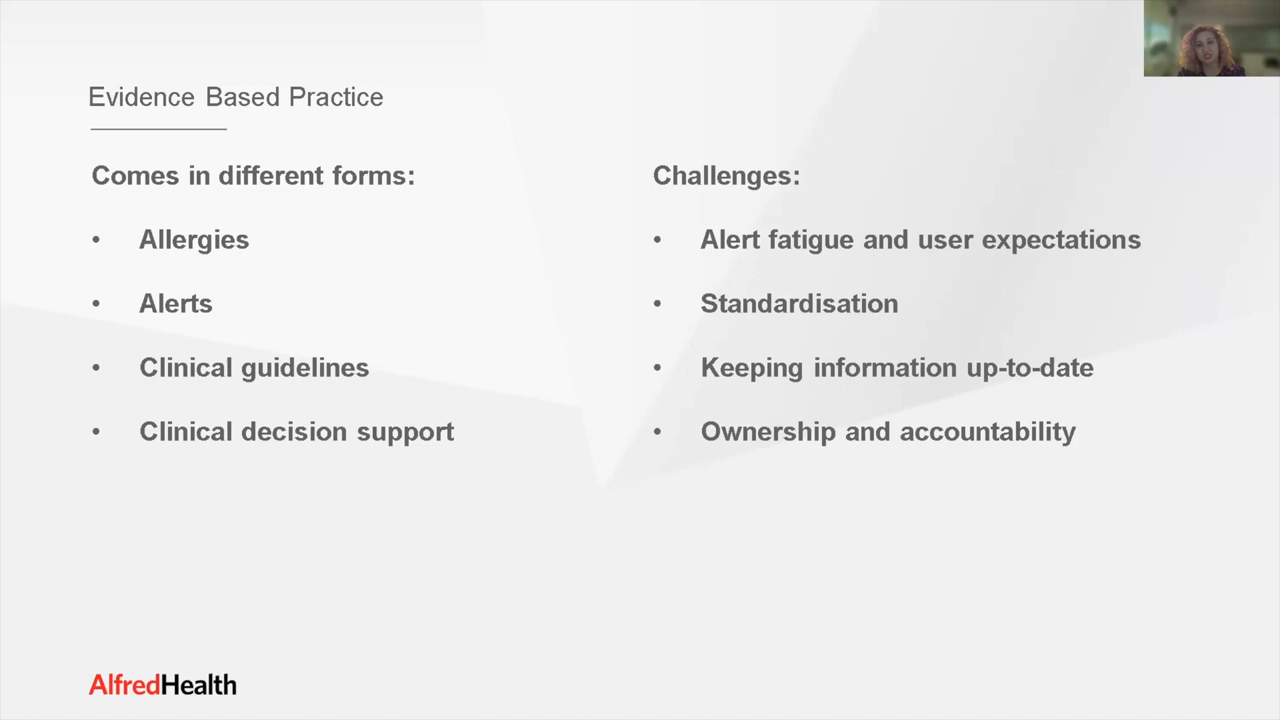 Evidence Based Practice
Comes in different forms:
• Allergies
• Alerts
• Clinical guidelines
• Clinical decision support
Challenges:
• Alert fatigue and user expectations
• Standardisation
• Keeping information up-to-date
• Ownership and accountability
AlfredHealth